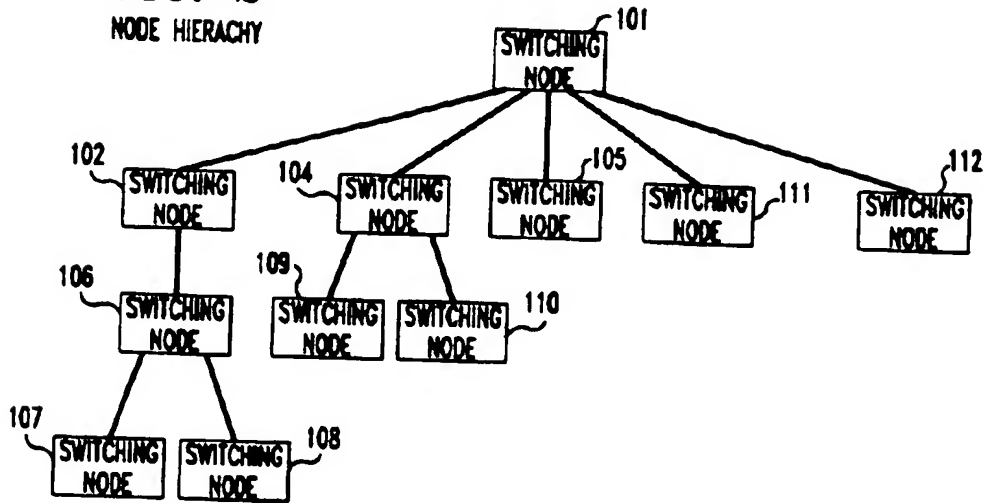 NODE HIERACHY
101
SWITCHING
NODE
102
SWITCHING
NODE
104
SWITCHING
NODE
105
SWITCHING
NODE
111
SWITCHING
NODE
112
SWITCHING
NODE
106
SWITCHING
NODE
109
SWITCHING
NODE
110
SWITCHING
NODE
107
SWITCHING
NODE
108
SWITCHING
NODE